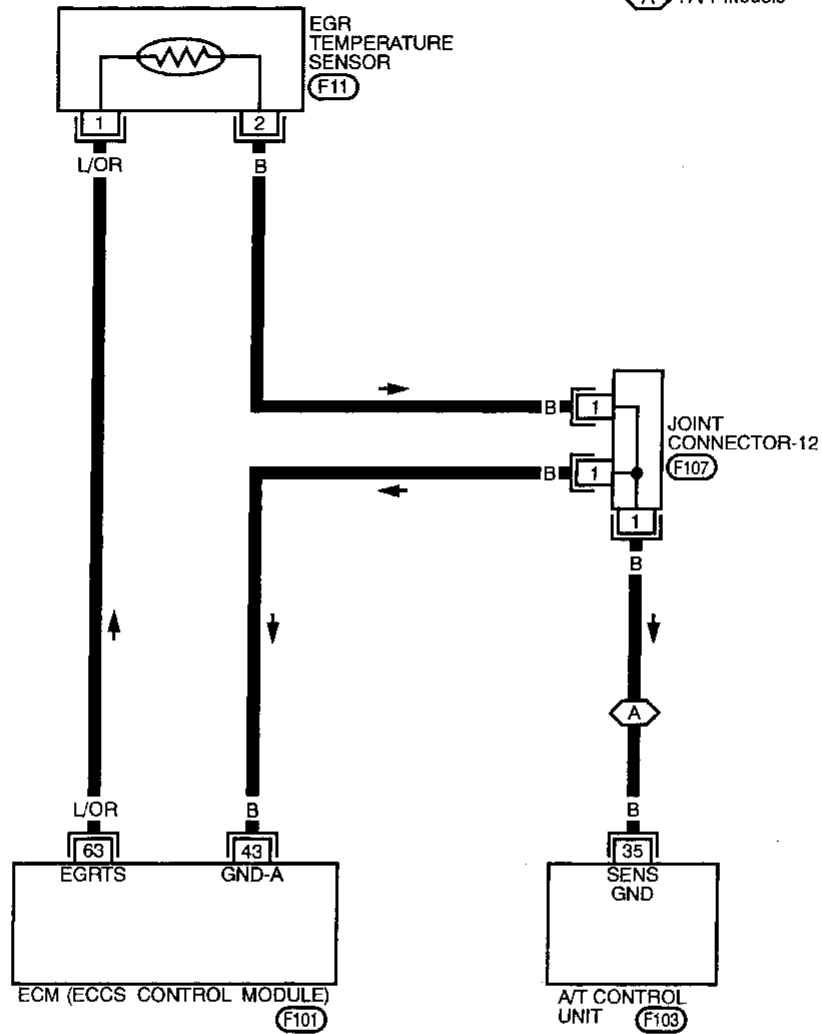 A
EGR
TEMPERATURE
SENSOR
F11
1 2
L/OR B
B 1
JOINT
CONNECTOR-12
F107
B 1
1
B
A
L/OR B B
63 43 35
EGRTS GND-A SENS
GND
ECM (ECCS CONTROL MODULE)
F101
A/T CONTROL
UNIT F103